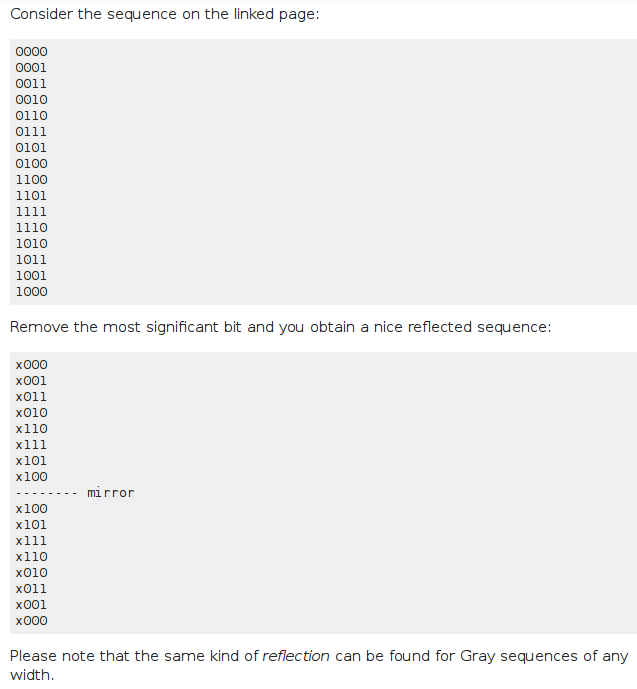 Consider the sequence on the linked page:
0000
0001
0011
0010
0110
0111
0101
0100
1100
1101
1111
1110
1010
1011
1001
1000
Remove the most significant bit and you obtain a nice reflected sequence:
x000
x001
x011
x010
x110
x111
x101
x100
-------- mirror
x100
x101
x111
x110
x010
x011
x001
x000
Please note that the same kind of reflection can be found for Gray sequences of any
width.